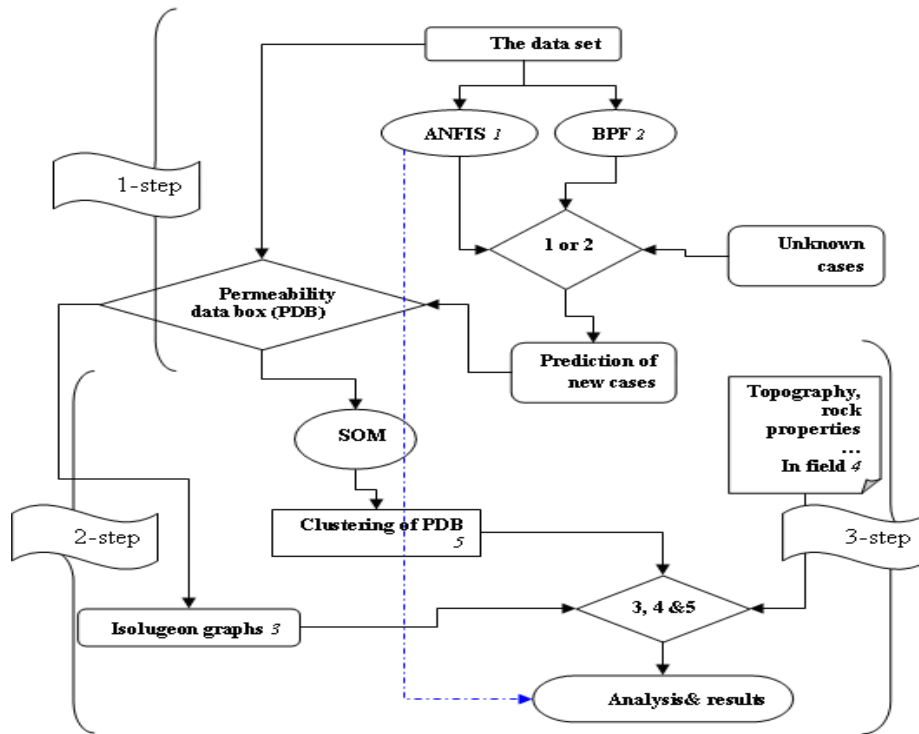 The data set
ANFIS 1
BPF 2
1-step
1 or 2
Unknown
cases
Permeability
data box (PDB)
Prediction of
new cases
Topography,
rock
properties
...
In field 4
SOM
Clustering of PDB
5
2-step
3-step
3, 4 &5
Isolugeon graphs 3
Analysis& results